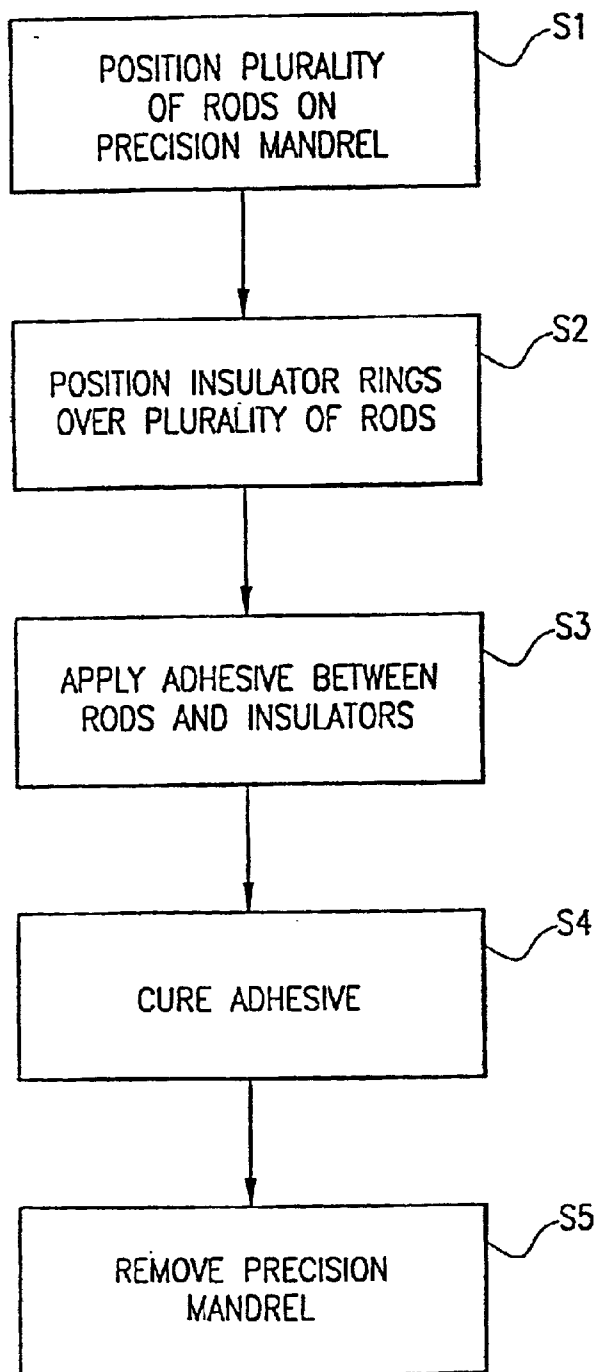 S1
POSITION PLURALITY
OF RODS ON
PRECISION MANDREL
S2
POSITION INSULATOR RINGS
OVER PLURALITY OF RODS
S3
APPLY ADHESIVE BETWEEN
RODS AND INSULATORS
S4
CURE ADHESIVE
S5
REMOVE PRECISION
MANDREL